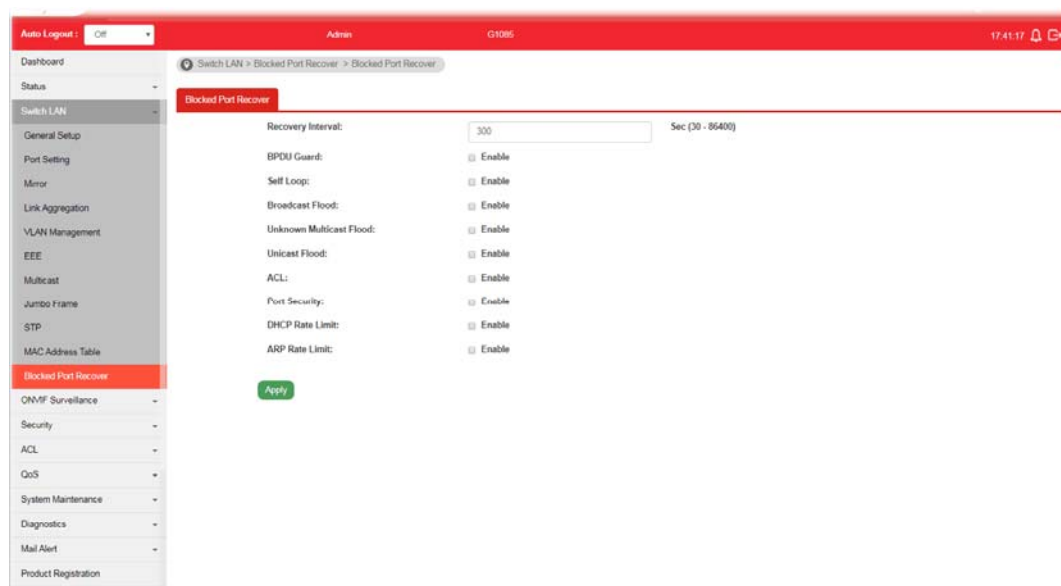 Auto Logout : Off Admin G1085 17:41:17
Dashboard
Switch LAN > Blocked Port Recover > Blocked Port Recover
Status
Blocked Port Recover
Switch LAN
General Setup
Port Setting
Mirror
Link Aggregation
VLAN Management
EEE
Multicast
Jumbo Frame
STP
MAC Address Table
Blocked Port Recover
ONVIF Surveillance
Security
ACL
QoS
System Maintenance
Diagnostics
Mail Alert
Product Registration
Recovery Interval: 300 Sec (30 - 86400)
BPDU Guard: Enable
Self Loop: Enable
Broadcast Flood: Enable
Unknown Multicast Flood: Enable
Unicast Flood: Enable
ACL: Enable
Port Security: Enable
DHCP Rate Limit: Enable
ARP Rate Limit: Enable
Apply